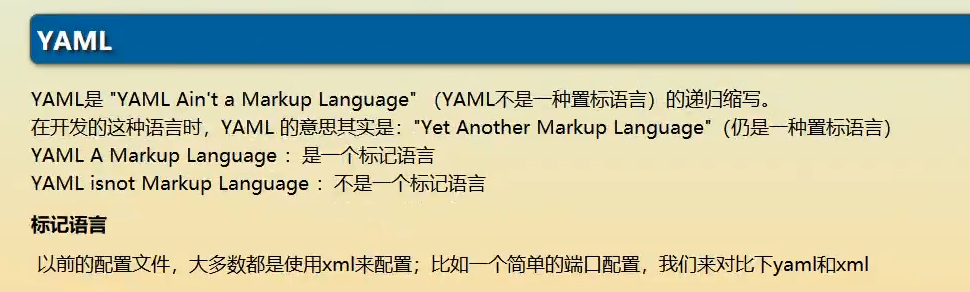 YAML
YAML是 "YAML Ain't a Markup Language" （YAML不是一种置标语言）的递归缩写。
在开发的这种语言时，YAML 的意思其实是："Yet Another Markup Language"（仍是一种置标语言）
YAML A Markup Language ：是一个标记语言
YAML isnot Markup Language ：不是一个标记语言
标记语言
以前的配置文件，大多数都是使用xml来配置；比如一个简单的端口配置，我们来对比下yaml和xml